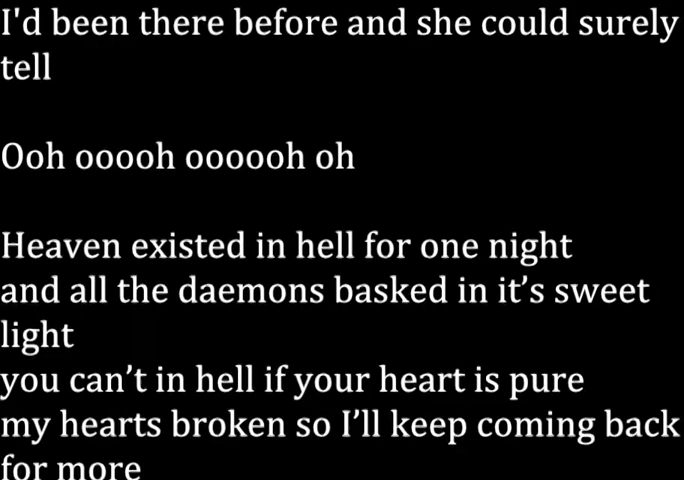 I'd been there before and she could surely
tell
Ooh ooooh oooooh oh
Heaven existed in hell for one night
and all the daemons basked in it’s sweet
light
you can’t in hell if your heart is pure
my hearts broken so I’ll keep coming back
for more